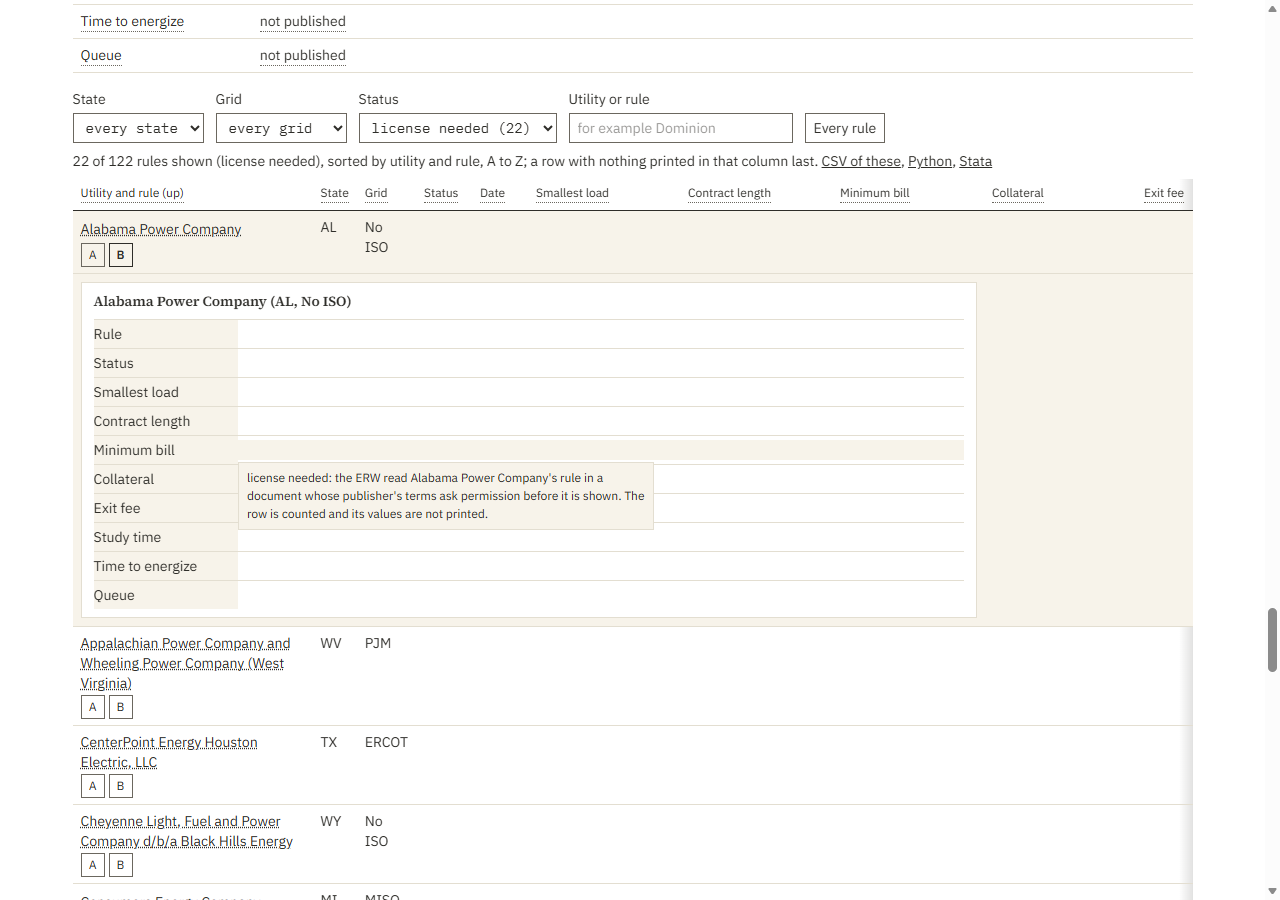 Time to energize not published
Queue not published
State Grid Status Utility or rule
every state every grid license needed (22) for example Dominion Every rule
22 of 122 rules shown (license needed), sorted by utility and rule, A to Z; a row with nothing printed in that column last. CSV of these, Python, Stata
Utility and rule (up) State Grid Status Date Smallest load Contract length Minimum bill Collateral Exit fee
Alabama Power Company AL No
ISO
A B
Alabama Power Company (AL, No ISO)
Rule
Status
Smallest load
Contract length
Minimum bill
Collateral
license needed: the ERW read Alabama Power Company's rule in a
document whose publisher's terms ask permission before it is shown. The
row is counted and its values are not printed.
Exit fee
Study time
Time to energize
Queue
Appalachian Power Company and WV PJM
Wheeling Power Company (West
Virginia)
A B
CenterPoint Energy Houston TX ERCOT
Electric, LLC
A B
Cheyenne Light, Fuel and Power WY No
Company d/b/a Black Hills Energy ISO
A B
Consumers Energy Company MI MISO